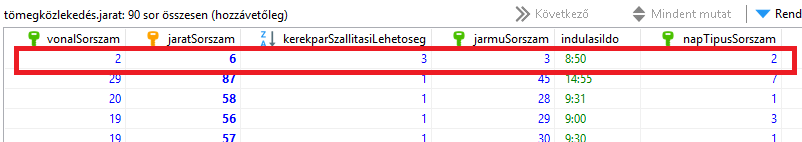 tömegközlekedés.jarat: 90 sor összesen (hozzávetőleg) Következő Mindent mutat Rend
vonalSorszam jaratSorszam kerekparSzallitasiLehetoseg jarmuSorszam indulasiIdo napTipusSorszam
2 6 3 3 8:50 2
29 87 1 45 14:55 7
20 58 1 28 9:31 1
19 56 1 29 9:00 3
19 57 1 30 9:30 1